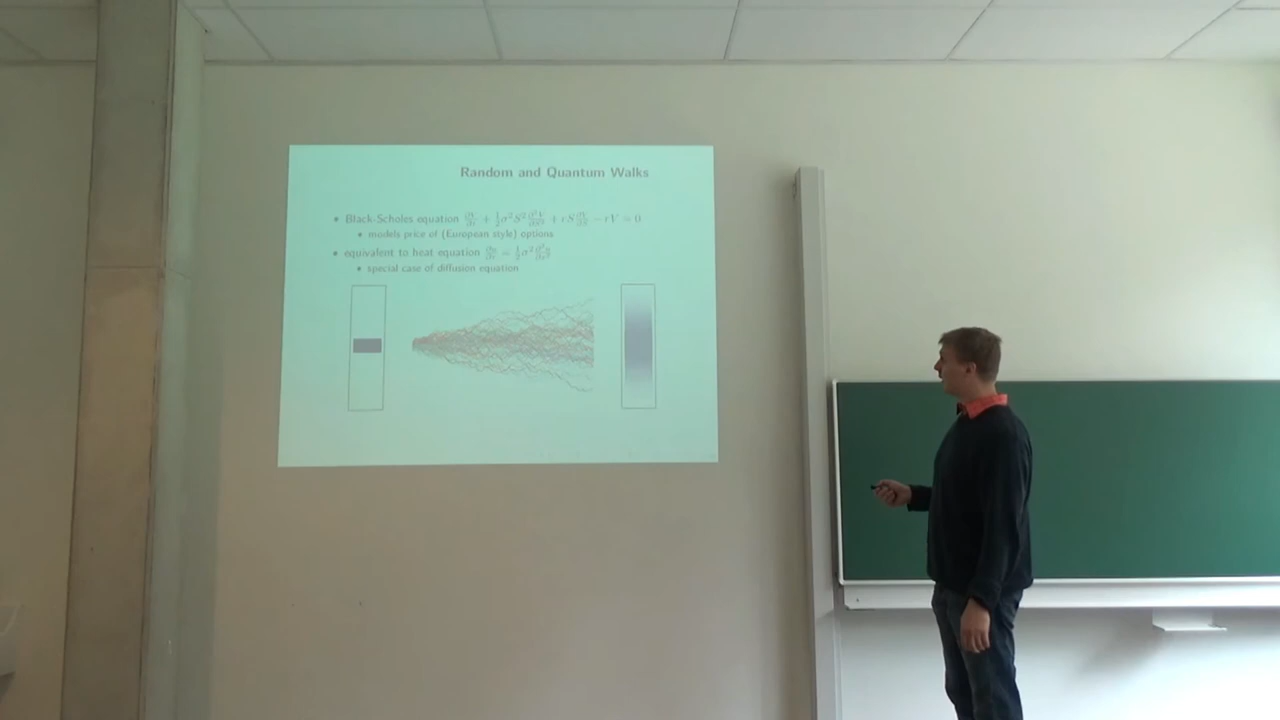 Random and Quantum Walks
• Black-Scholes equation ∂V/∂t + ½σ²S² ∂²V/∂S² + rS ∂V/∂S − rV = 0
• models price of (European style) options
• equivalent to heat equation ∂u/∂τ = ½σ² ∂²u/∂x²
• special case of diffusion equation